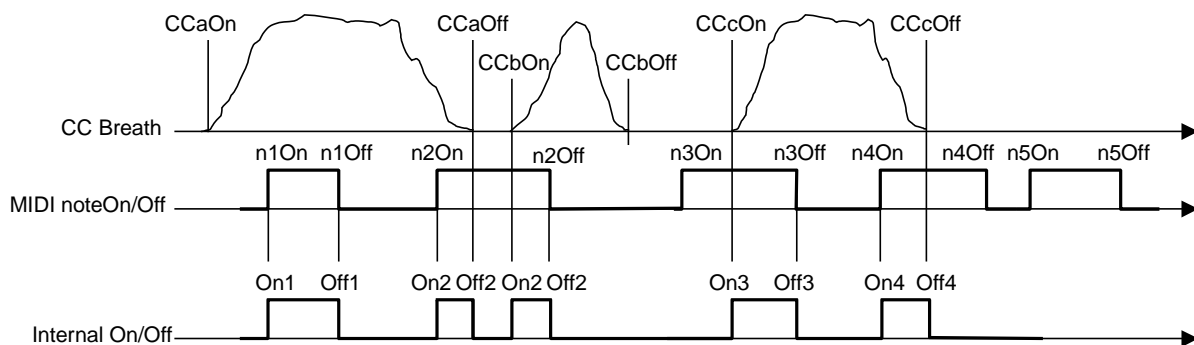 CCaOn CCaOff CCcOn CCcOff
CCbOn CCbOff
CC Breath
n1On n1Off n2On n2Off n3On n3Off n4On n4Off n5On n5Off
MIDI noteOn/Off
On1 Off1 On2 Off2 On2 Off2 On3 Off3 On4 Off4
Internal On/Off